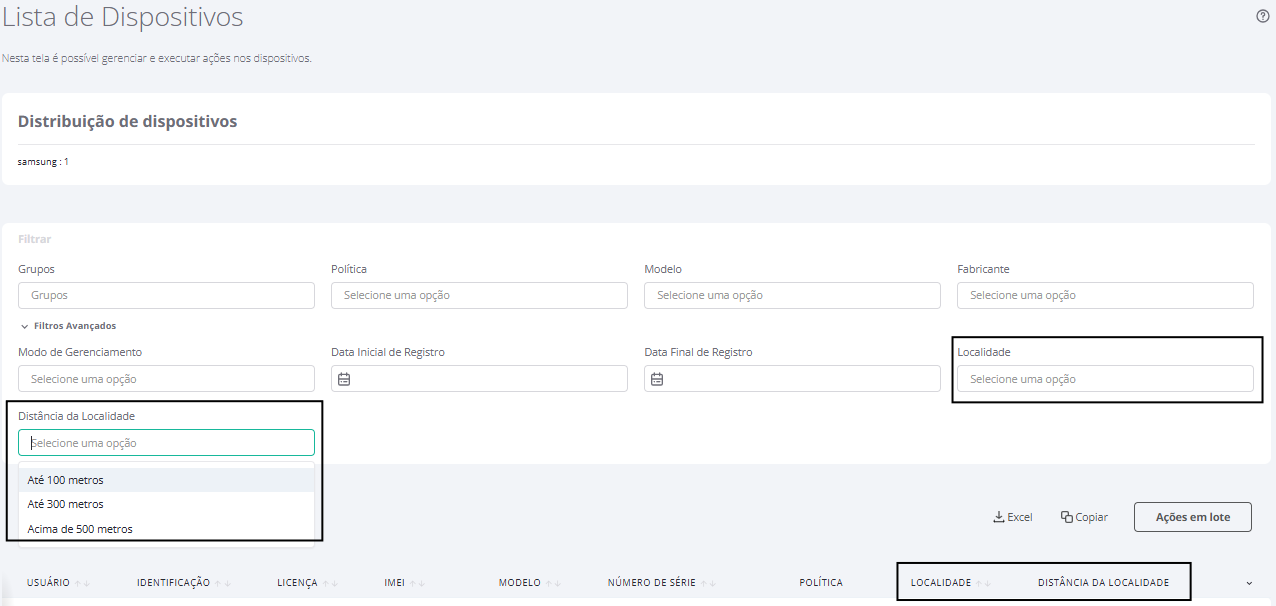 Lista de Dispositivos
Nesta tela é possível gerenciar e executar ações nos dispositivos.
Distribuição de dispositivos
samsung : 1
Filtrar
Grupos Política Modelo Fabricante
Grupos Selecione uma opção Selecione uma opção Selecione uma opção
Filtros Avançados
Modo de Gerenciamento Data Inicial de Registro Data Final de Registro Localidade
Selecione uma opção Selecione uma opção
Distância da Localidade
Selecione uma opção
Até 100 metros
Até 300 metros
Acima de 500 metros
Excel Copiar Ações em lote
USUÁRIO IDENTIFICAÇÃO LICENÇA IMEI MODELO NÚMERO DE SÉRIE POLÍTICA LOCALIDADE DISTÂNCIA DA LOCALIDADE